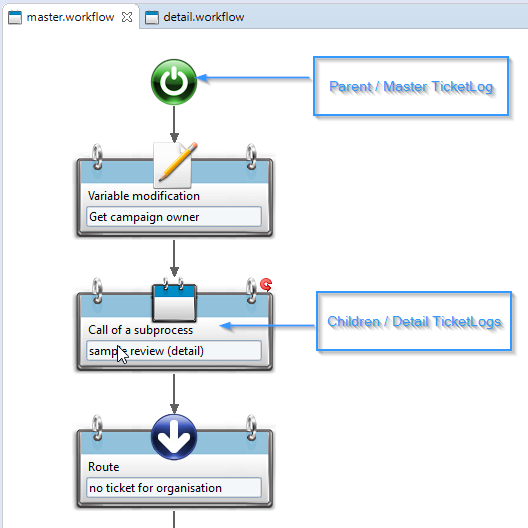 master.workflow
detail.workflow
Parent / Master TicketLog
Variable modification
Get campaign owner
Call of a subprocess
sample review (detail)
Children / Detail TicketLogs
Route
no ticket for organisation